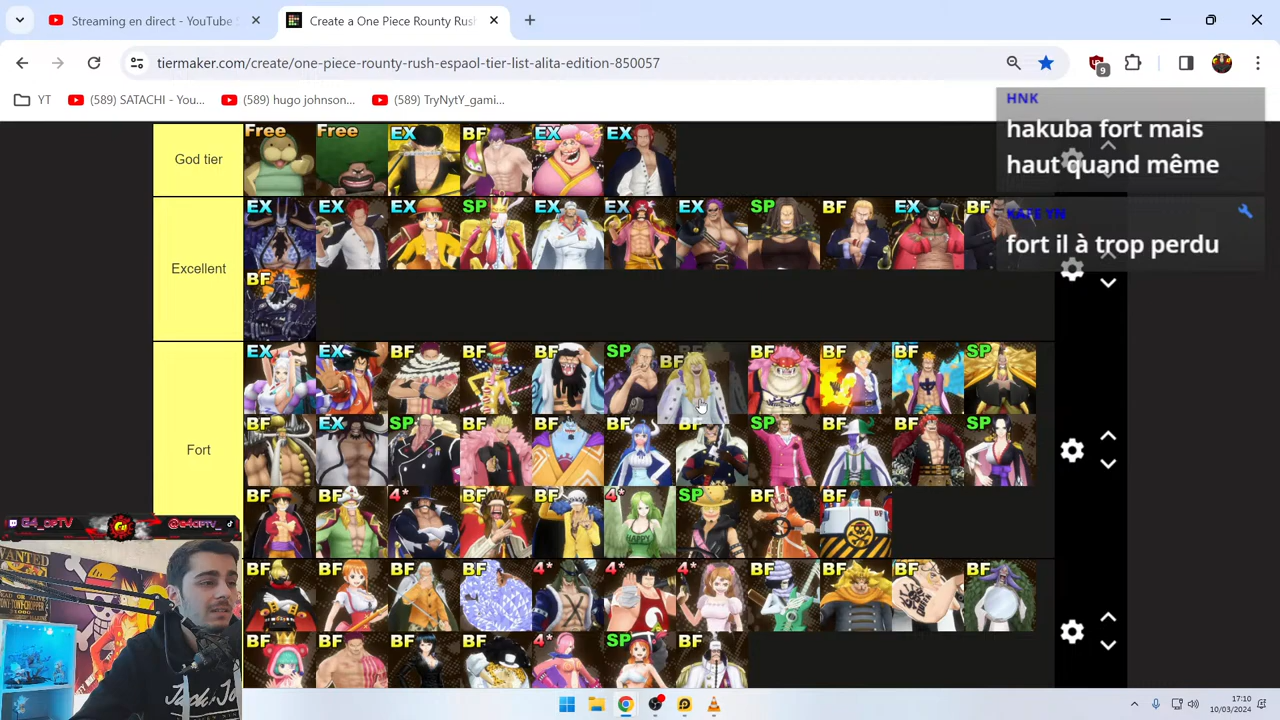 Streaming en direct - YouTube S
Create a One Piece Rounty Rush
tiermaker.com/create/one-piece-rounty-rush-espaol-tier-list-alita-edition-850057
9
YT
(589) SATACHI - You...
(589) hugo johnson...
(589) TryNytY_gami...
HNK
hakuba fort mais
haut quand même
KAFE YN
fort il à trop perdu
God tier
Free Free EX BF EX EX
Excellent
EX EX EX SP EX EX EX SP BF EX BF
BF
Fort
EX EX BF BF BF SP BF BF BF BF SP
BF EX SP BF BF BF BF SP BF BF SP
BF BF 4* BF BF 4* SP BF BF
BF BF BF BF 4* 4* 4* BF BF BF BF
BF BF BF BF 4* SP BF
G4_OPTV
@G4OPTV_
WANTED
17:10
10/03/2024